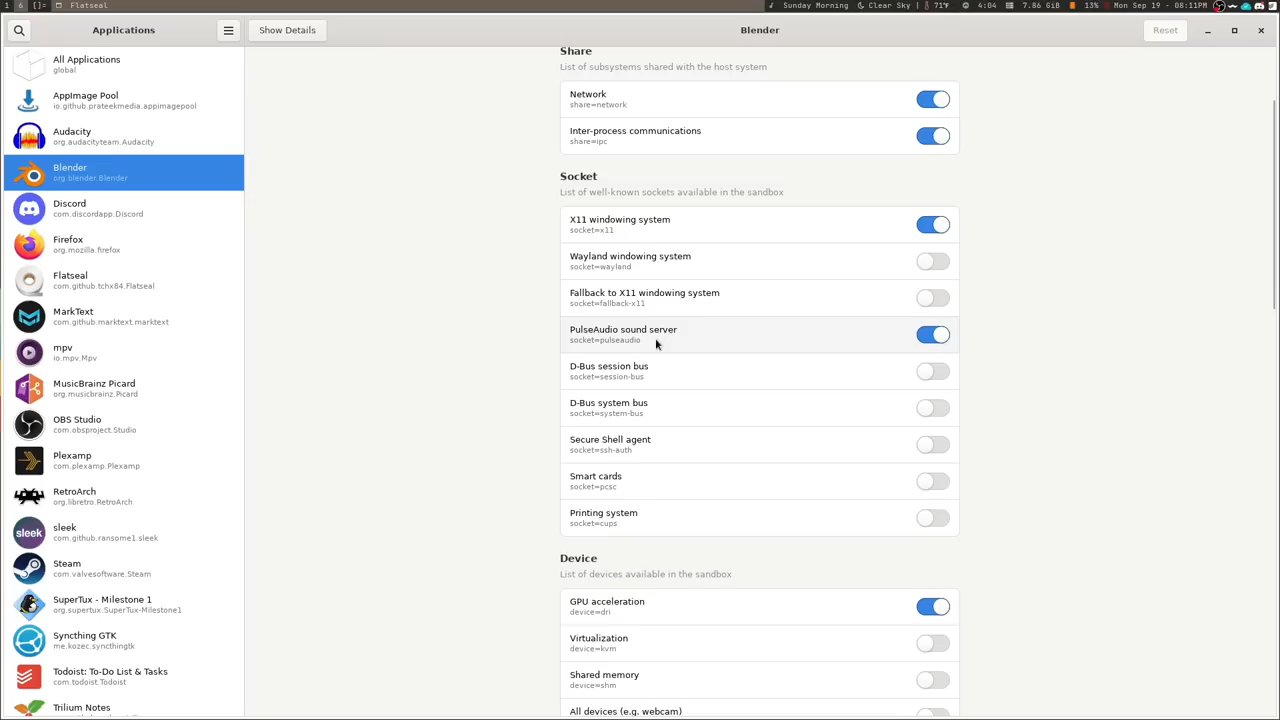 1 6 []= Flatseal
Sunday Morning Clear Sky | 71°F 4:04 7.86 GiB 13% Mon Sep 19 - 08:11PM
Applications
Show Details
Blender
Reset
All Applications
global
AppImage Pool
io.github.prateekmedia.appimagepool
Audacity
org.audacityteam.Audacity
Blender
org.blender.Blender
Discord
com.discordapp.Discord
Firefox
org.mozilla.firefox
Flatseal
com.github.tchx84.Flatseal
MarkText
com.github.marktext.marktext
mpv
io.mpv.Mpv
MusicBrainz Picard
org.musicbrainz.Picard
OBS Studio
com.obsproject.Studio
Plexamp
com.plexamp.Plexamp
RetroArch
org.libretro.RetroArch
sleek
sleek
com.github.ransome1.sleek
Steam
com.valvesoftware.Steam
SuperTux - Milestone 1
org.supertux.SuperTux-Milestone1
Syncthing GTK
me.kozec.syncthingtk
Todoist: To-Do List & Tasks
com.todoist.Todoist
Trilium Notes
Share
List of subsystems shared with the host system
Network
share=network
Inter-process communications
share=ipc
Socket
List of well-known sockets available in the sandbox
X11 windowing system
socket=x11
Wayland windowing system
socket=wayland
Fallback to X11 windowing system
socket=fallback-x11
PulseAudio sound server
socket=pulseaudio
D-Bus session bus
socket=session-bus
D-Bus system bus
socket=system-bus
Secure Shell agent
socket=ssh-auth
Smart cards
socket=pcsc
Printing system
socket=cups
Device
List of devices available in the sandbox
GPU acceleration
device=dri
Virtualization
device=kvm
Shared memory
device=shm
All devices (e.g. webcam)